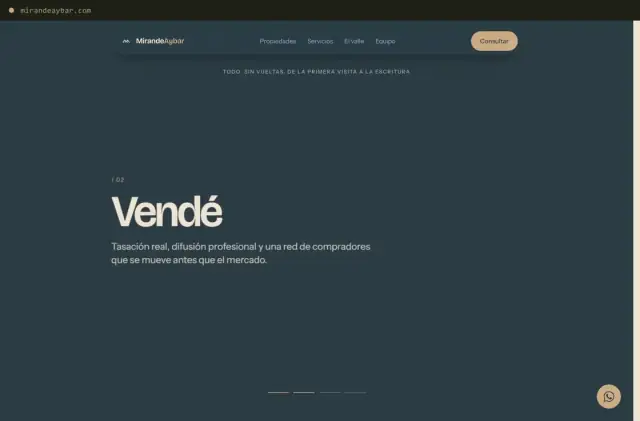 mirandeaybar.com
MirandeAybar
Propiedades Servicios El Valle Equipo
Consultar
TODO, SIN VUELTAS, DE LA PRIMERA VISITA A LA ESCRITURA
/ 02
Vendé
Tasación real, difusión profesional y una red de compradores
que se mueve antes que el mercado.